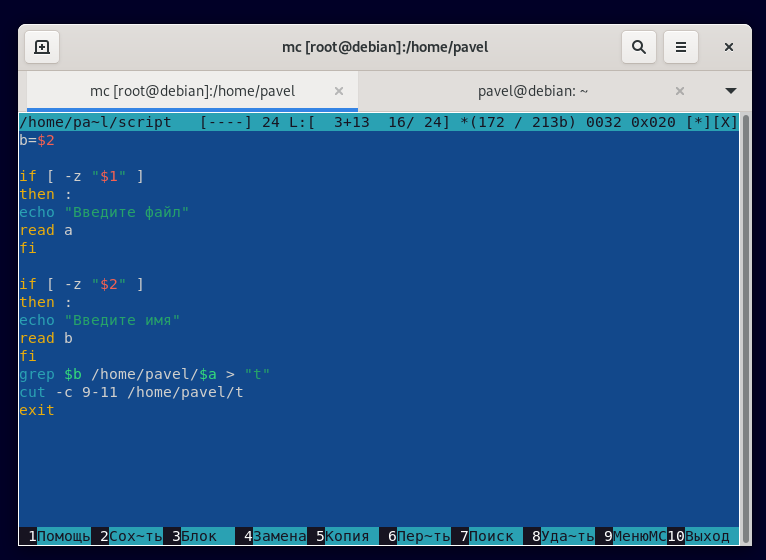 mc [root@debian]:/home/pavel
mc [root@debian]:/home/pavel
pavel@debian: ~
/home/pa~l/script [----] 24 L:[ 3+13 16/ 24] *(172 / 213b) 0032 0x020 [*][X]
b=$2
if [ -z "$1" ]
then :
echo "Введите файл"
read a
fi
if [ -z "$2" ]
then :
echo "Введите имя"
read b
fi
grep $b /home/pavel/$a > "t"
cut -c 9-11 /home/pavel/t
exit
1Помощь 2Сох~ть 3Блок 4Замена 5Копия 6Пер~ть 7Поиск 8Уда~ть 9МенюМС 10Выход